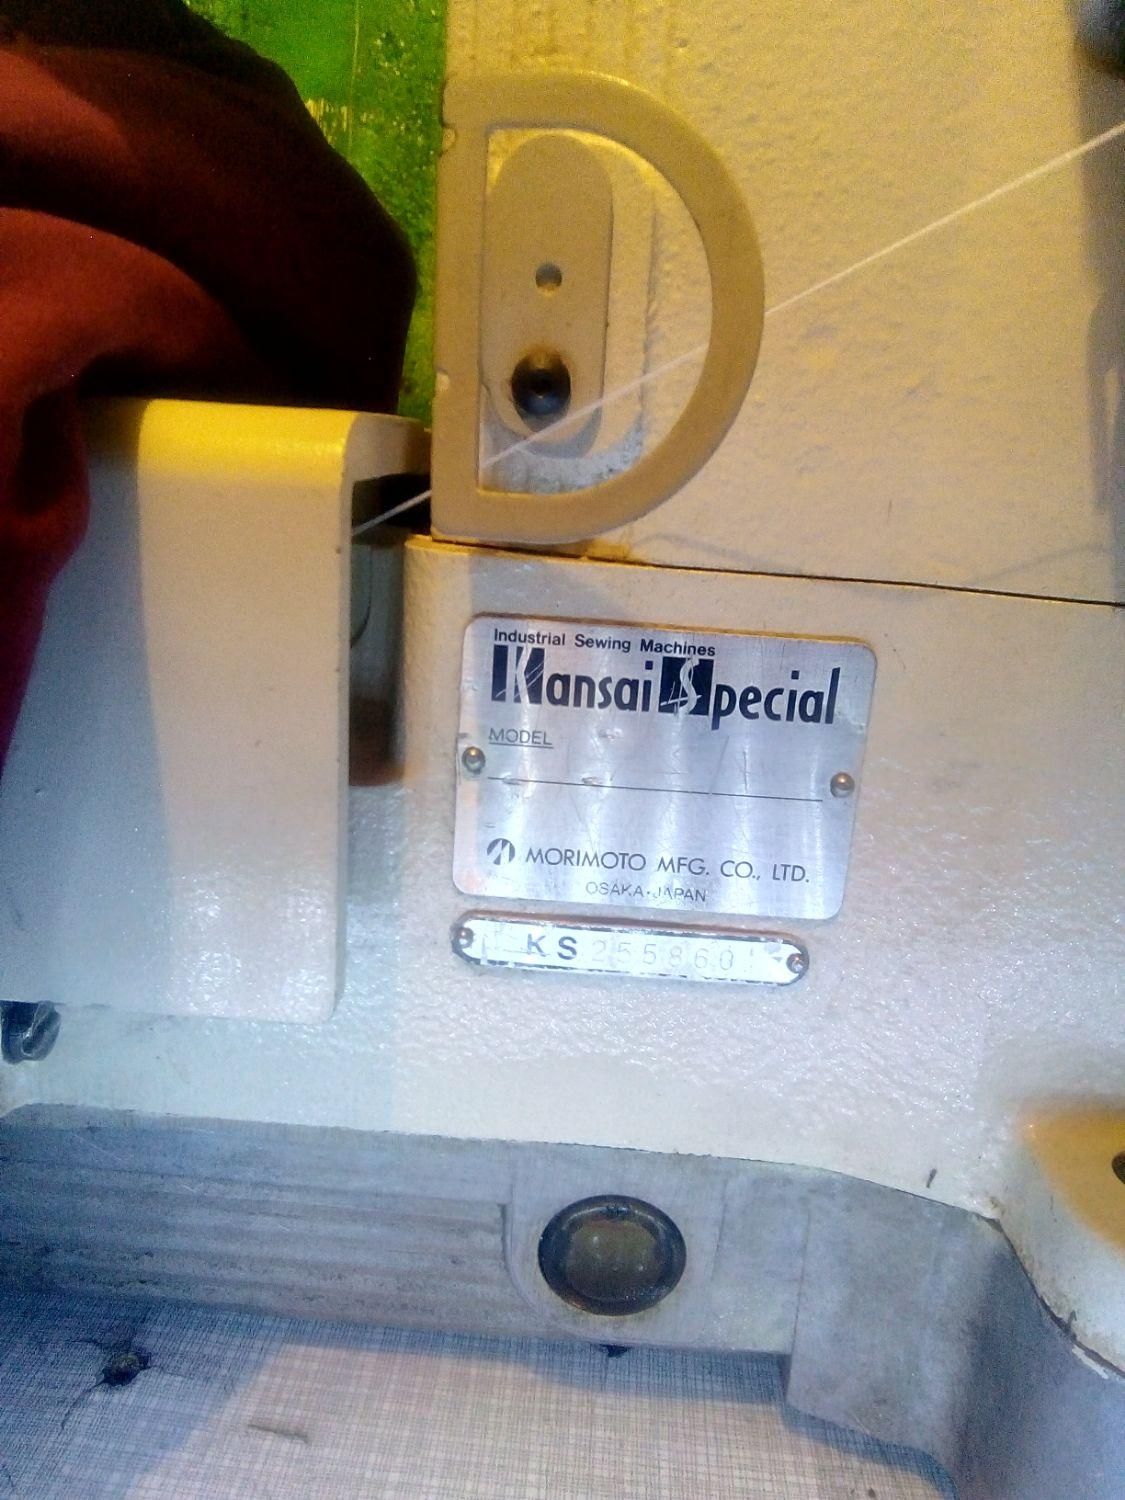 Industrial Sewing Machines
Kansai Special
MODEL
MORIMOTO MFG. CO., LTD.
OSAKA·JAPAN
KS 255860